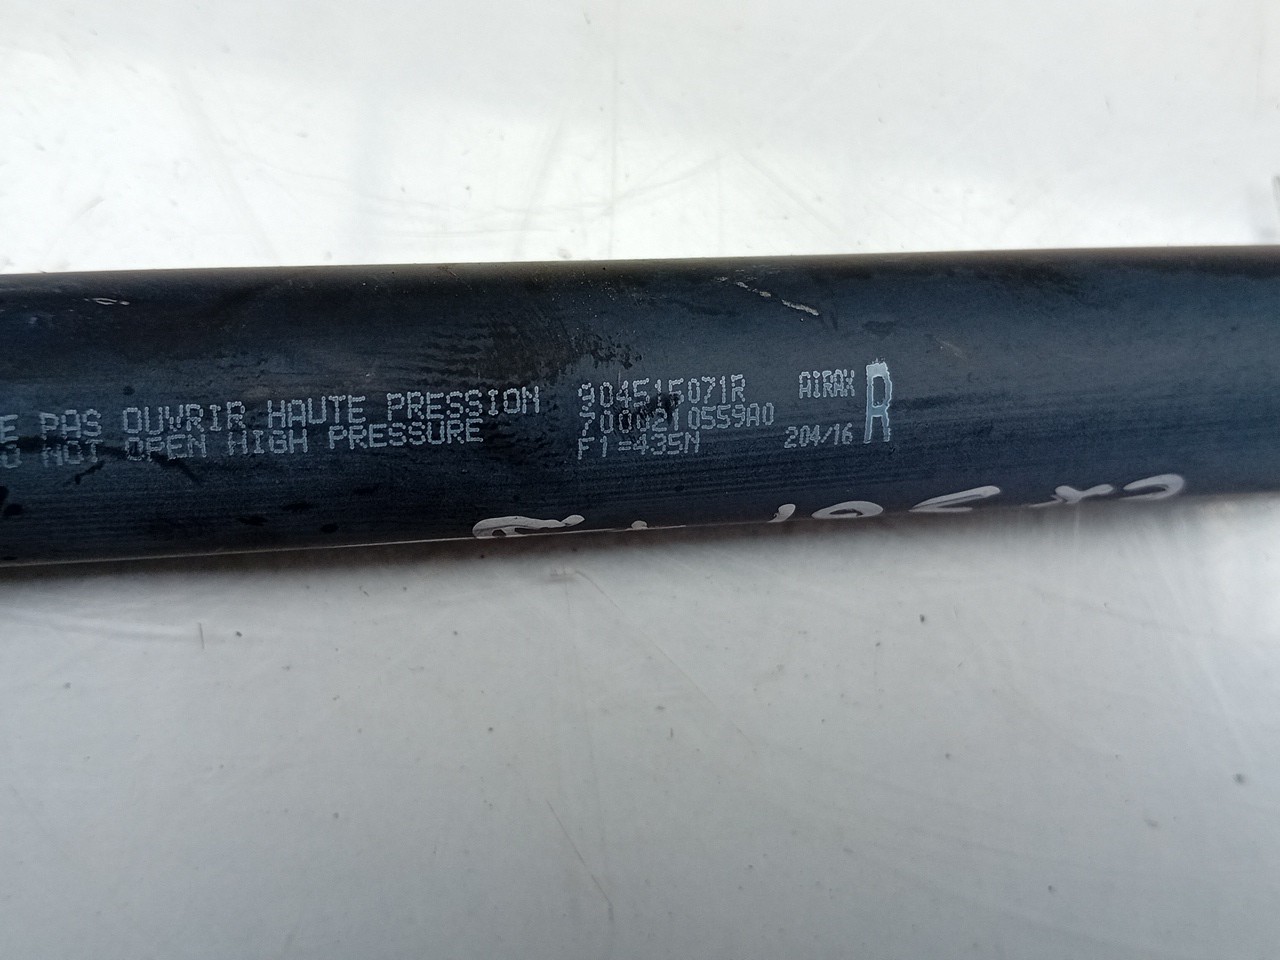 E PAS OUVRIR HAUTE PRESSION
O NOT OPEN HIGH PRESSURE
904515071R
7000210559A0
F1=435N
AIRAX
204/16
R